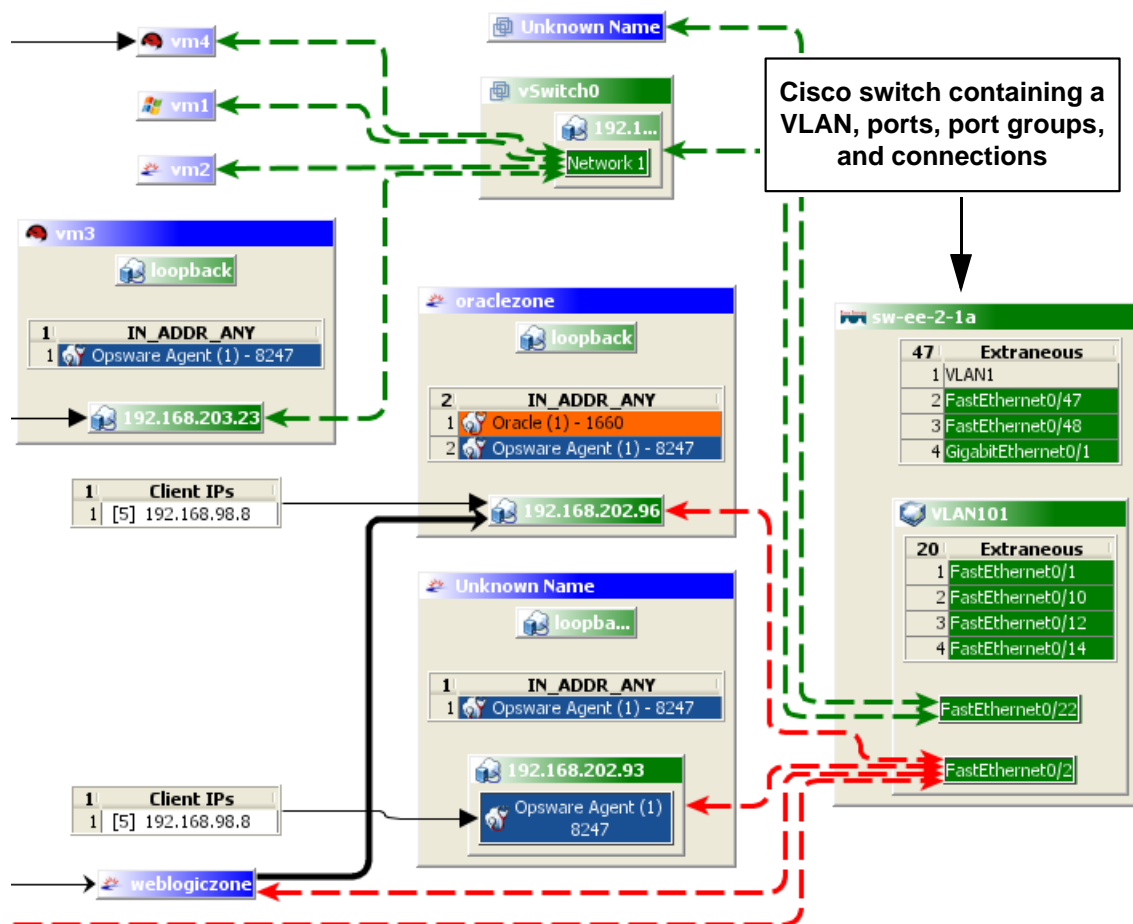 vm4
Unknown Name
vm1
vSwitch0
192.1...
Network 1
vm2
Cisco switch containing a
VLAN, ports, port groups,
and connections
vm3
loopback
1 IN_ADDR_ANY
1 Opsware Agent (1) - 8247
192.168.203.23
oraclezone
loopback
2 IN_ADDR_ANY
1 Oracle (1) - 1660
2 Opsware Agent (1) - 8247
192.168.202.96
1 Client IPs
1 [5] 192.168.98.8
Unknown Name
loopba...
1 IN_ADDR_ANY
1 Opsware Agent (1) - 8247
192.168.202.93
Opsware Agent (1)
8247
1 Client IPs
1 [5] 192.168.98.8
weblogiczone
sw-ee-2-1a
47 Extraneous
1 VLAN1
2 FastEthernet0/47
3 FastEthernet0/48
4 GigabitEthernet0/1
VLAN101
20 Extraneous
1 FastEthernet0/1
2 FastEthernet0/10
3 FastEthernet0/12
4 FastEthernet0/14
FastEthernet0/22
FastEthernet0/2